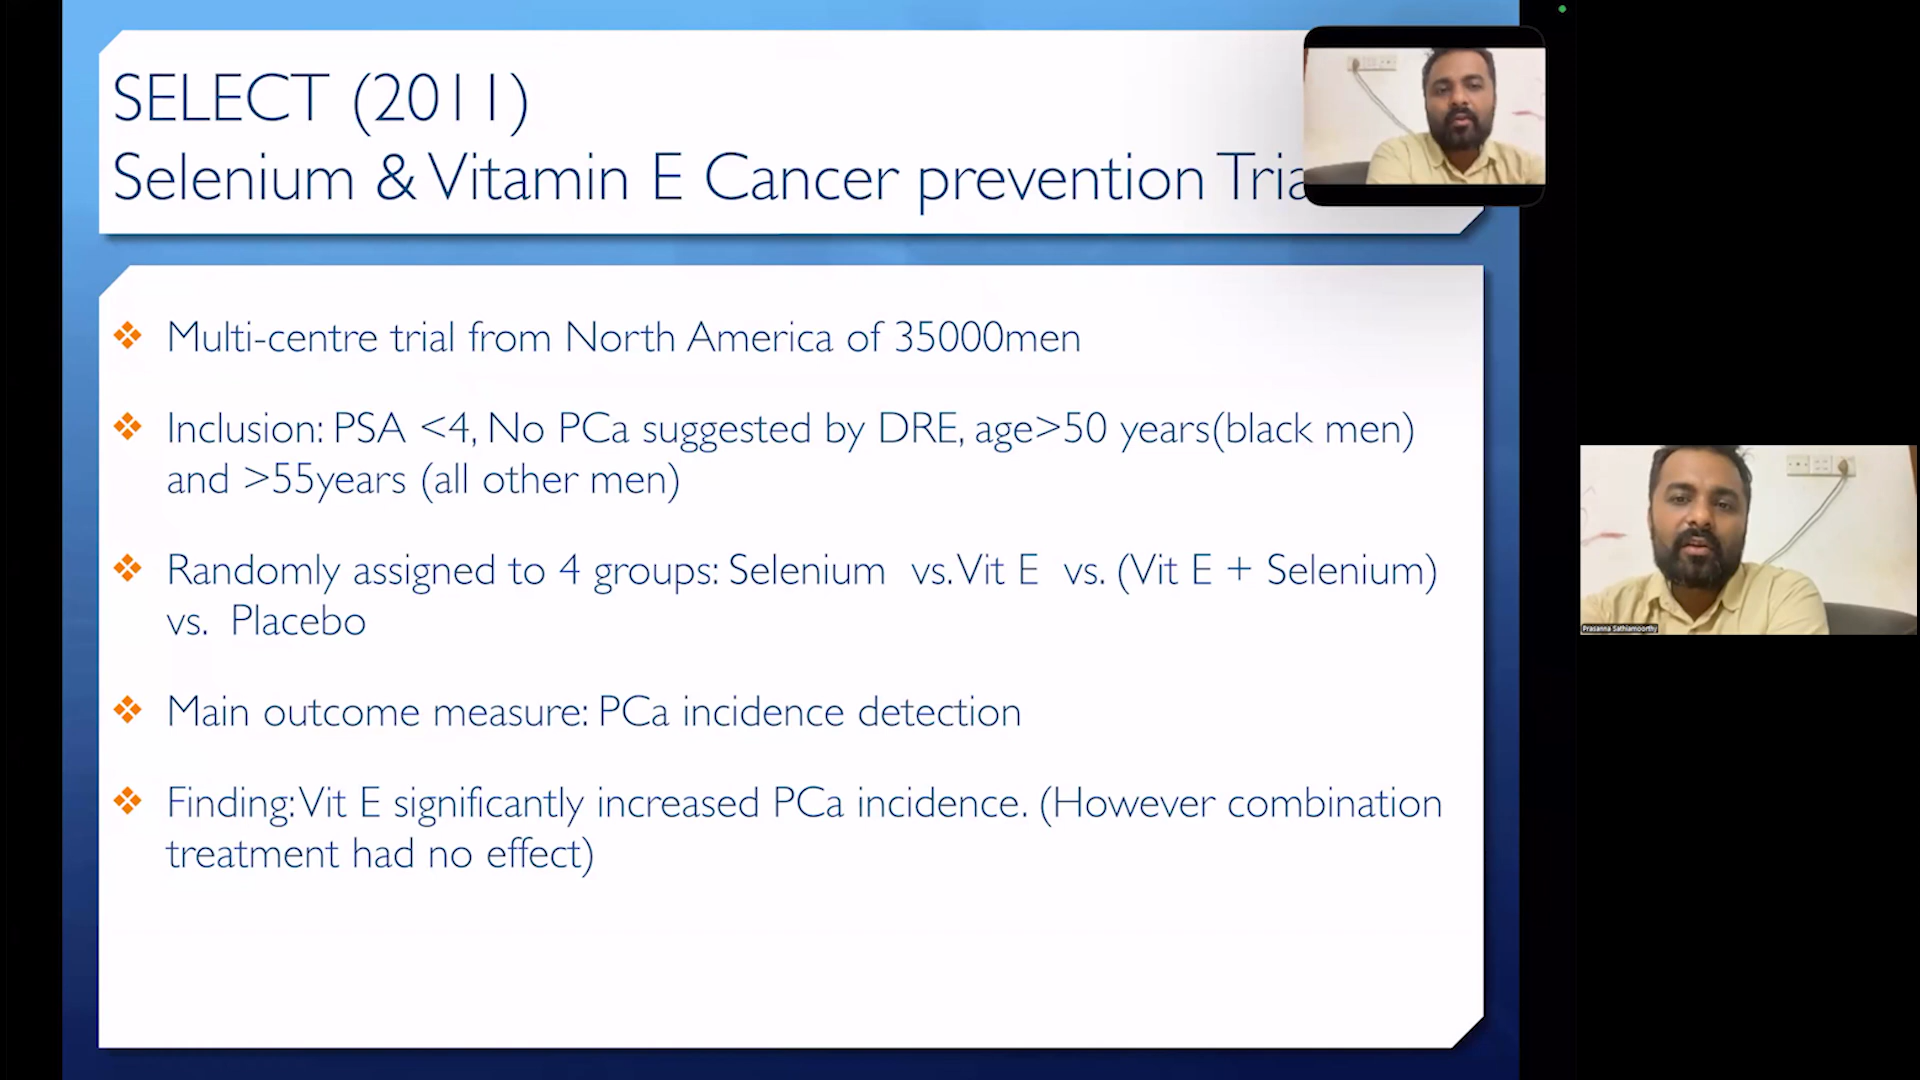 SELECT (2011)
Selenium & Vitamin E Cancer prevention Tria
❖ Multi-centre trial from North America of 35000men
❖ Inclusion: PSA <4, No PCa suggested by DRE, age>50 years(black men)
and >55years (all other men)
❖ Randomly assigned to 4 groups: Selenium vs. Vit E vs. (Vit E + Selenium)
vs. Placebo
❖ Main outcome measure: PCa incidence detection
❖ Finding: Vit E significantly increased PCa incidence. (However combination
treatment had no effect)
Prasanna Sathiamoorthy